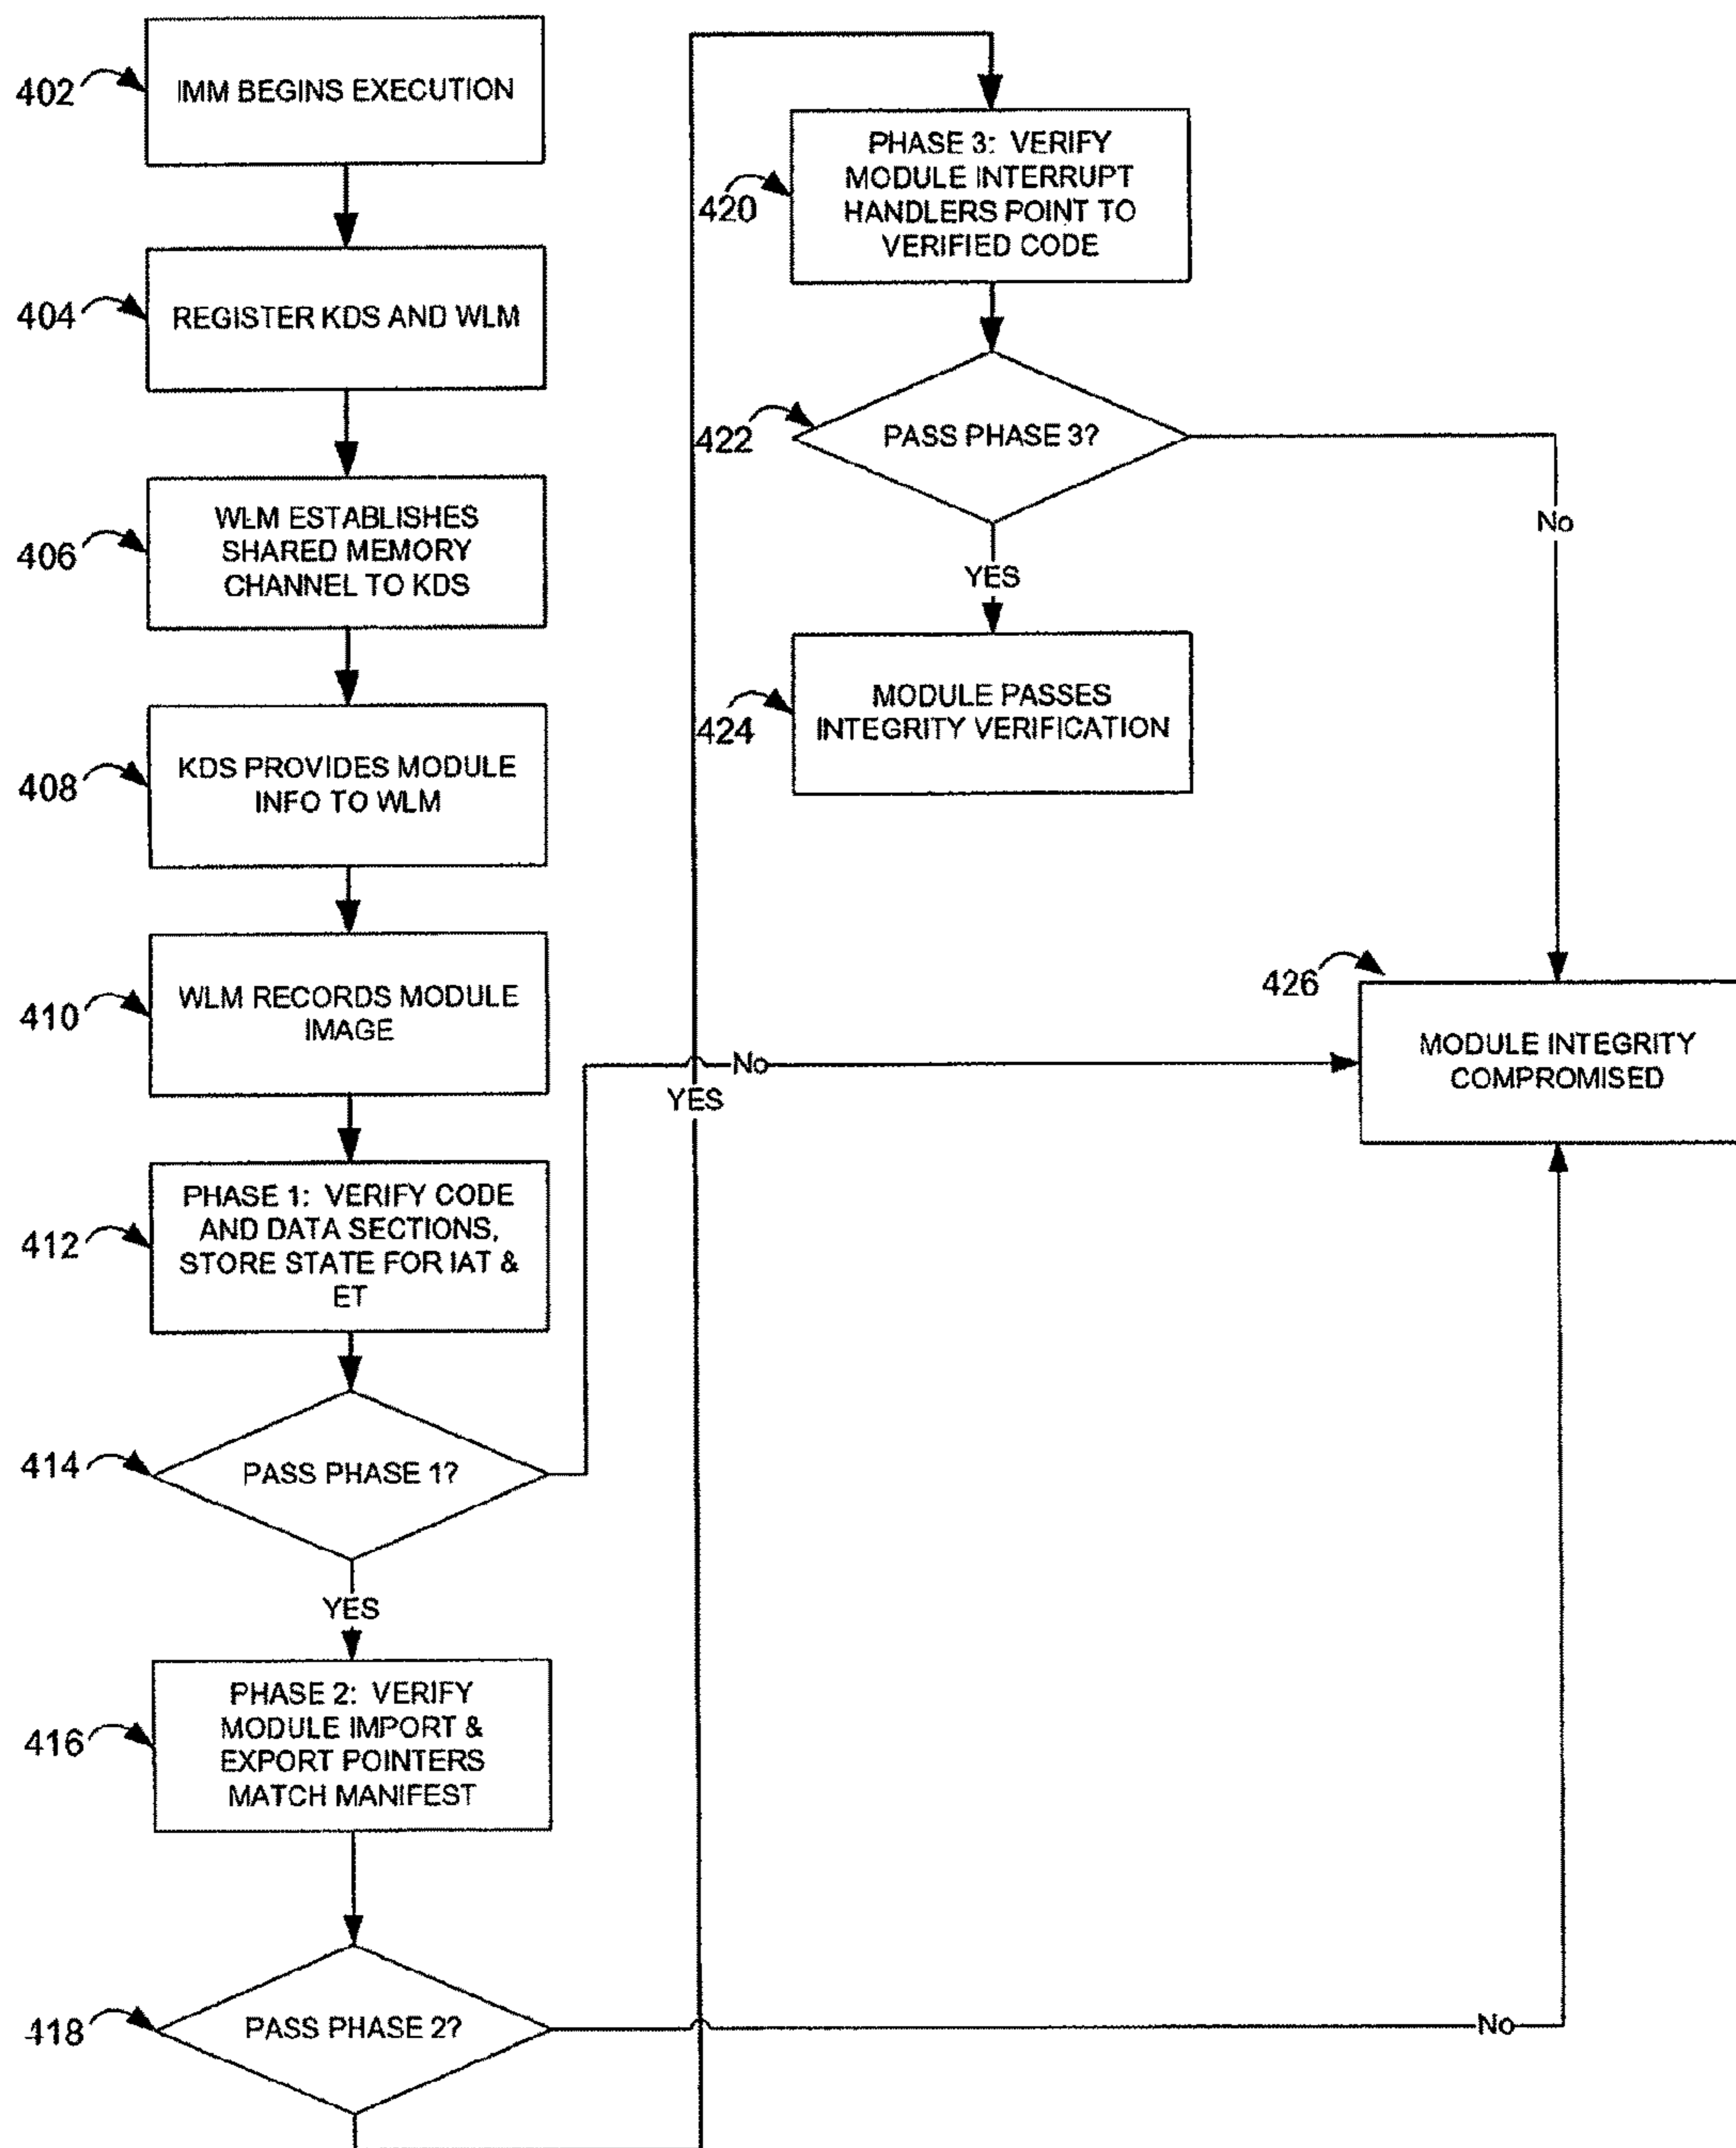 402
IMM BEGINS EXECUTION
404
REGISTER KDS AND WLM
406
WLM ESTABLISHES
SHARED MEMORY
CHANNEL TO KDS
408
KDS PROVIDES MODULE
INFO TO WLM
410
WLM RECORDS MODULE
IMAGE
412
PHASE 1: VERIFY CODE
AND DATA SECTIONS,
STORE STATE FOR IAT &
ET
414
PASS PHASE 1?
No
YES
416
PHASE 2: VERIFY
MODULE IMPORT &
EXPORT POINTERS
MATCH MANIFEST
418
PASS PHASE 2?
No
YES
420
PHASE 3: VERIFY
MODULE INTERRUPT
HANDLERS POINT TO
VERIFIED CODE
422
PASS PHASE 3?
No
YES
424
MODULE PASSES
INTEGRITY VERIFICATION
426
MODULE INTEGRITY
COMPROMISED